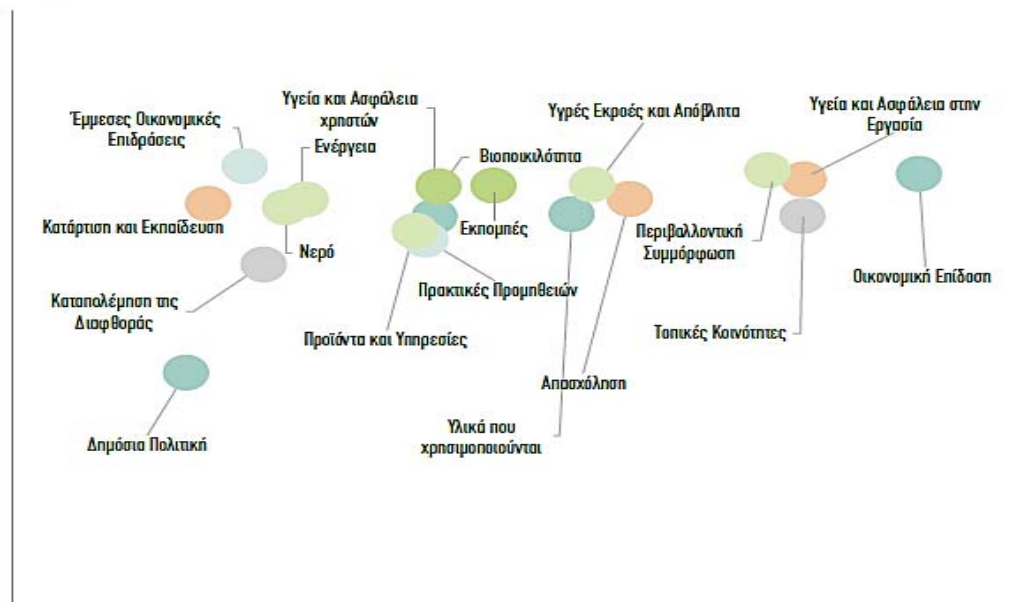 Υγεία και Ασφάλεια
χρηστών
Υγρές Εκροές και Απόβλητα
Υγεία και Ασφάλεια στην
Εργασία
Έμμεσες Οικονομικές
Επιδράσεις
Ενέργεια
Βιοποικιλότητα
Κατάρτιση και Εκπαίδευση
Εκπομπές
Περιβαλλοντική
Συμμόρφωση
Νερό
Οικονομική Επίδοση
Πρακτικές Προμηθειών
Καταπολέμηση της
Διαφθοράς
Προϊόντα και Υπηρεσίες
Τοπικές Κοινότητες
Απασχόληση
Υλικά που
χρησιμοποιούνται
Δημόσια Πολιτική